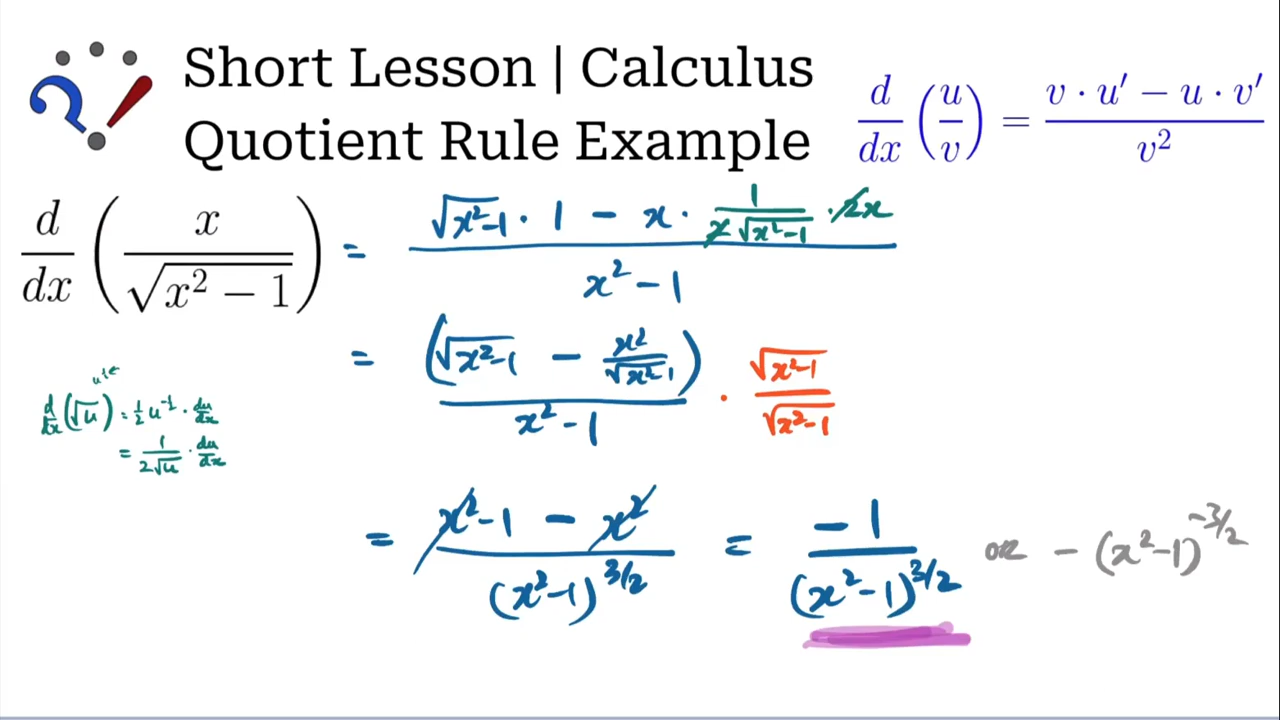 Short Lesson | Calculus
Quotient Rule Example
d/dx (u/v) = (v · u′ − u · v′)/v²
d/dx (x/√(x² − 1)) = (√(x²-1) · 1 − x · 1/(2√(x²-1)) · 2x)/(x² − 1)
= (√(x²-1) − x²/√(x²-1))/(x² − 1) · √(x²-1)/√(x²-1)
d/dx (√u) = ½ u^(-½) · du/dx
= 1/(2√u) · du/dx
= (x² - 1 − x²)/(x²-1)^(3/2) = −1/(x²-1)^(3/2) or − (x²-1)^(-3/2)